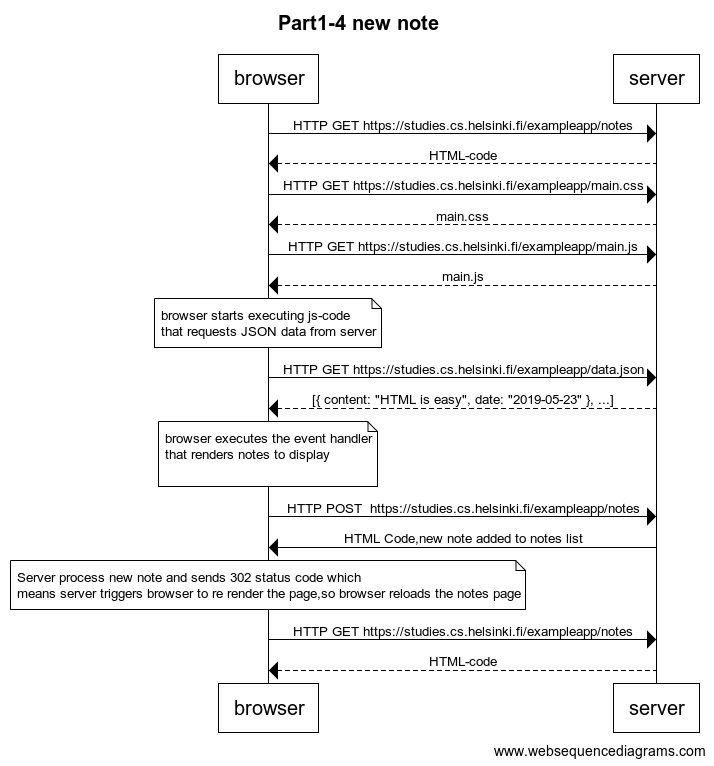 Part1-4 new note
browser
server
HTTP GET https://studies.cs.helsinki.fi/exampleapp/notes
HTML-code
HTTP GET https://studies.cs.helsinki.fi/exampleapp/main.css
main.css
HTTP GET https://studies.cs.helsinki.fi/exampleapp/main.js
main.js
browser starts executing js-code
that requests JSON data from server
HTTP GET https://studies.cs.helsinki.fi/exampleapp/data.json
[{ content: "HTML is easy", date: "2019-05-23" }, ...]
browser executes the event handler
that renders notes to display
HTTP POST  https://studies.cs.helsinki.fi/exampleapp/notes
HTML Code,new note added to notes list
Server process new note and sends 302 status code which
means server triggers browser to re render the page,so browser reloads the notes page
HTTP GET https://studies.cs.helsinki.fi/exampleapp/notes
HTML-code
browser
server
www.websequencediagrams.com